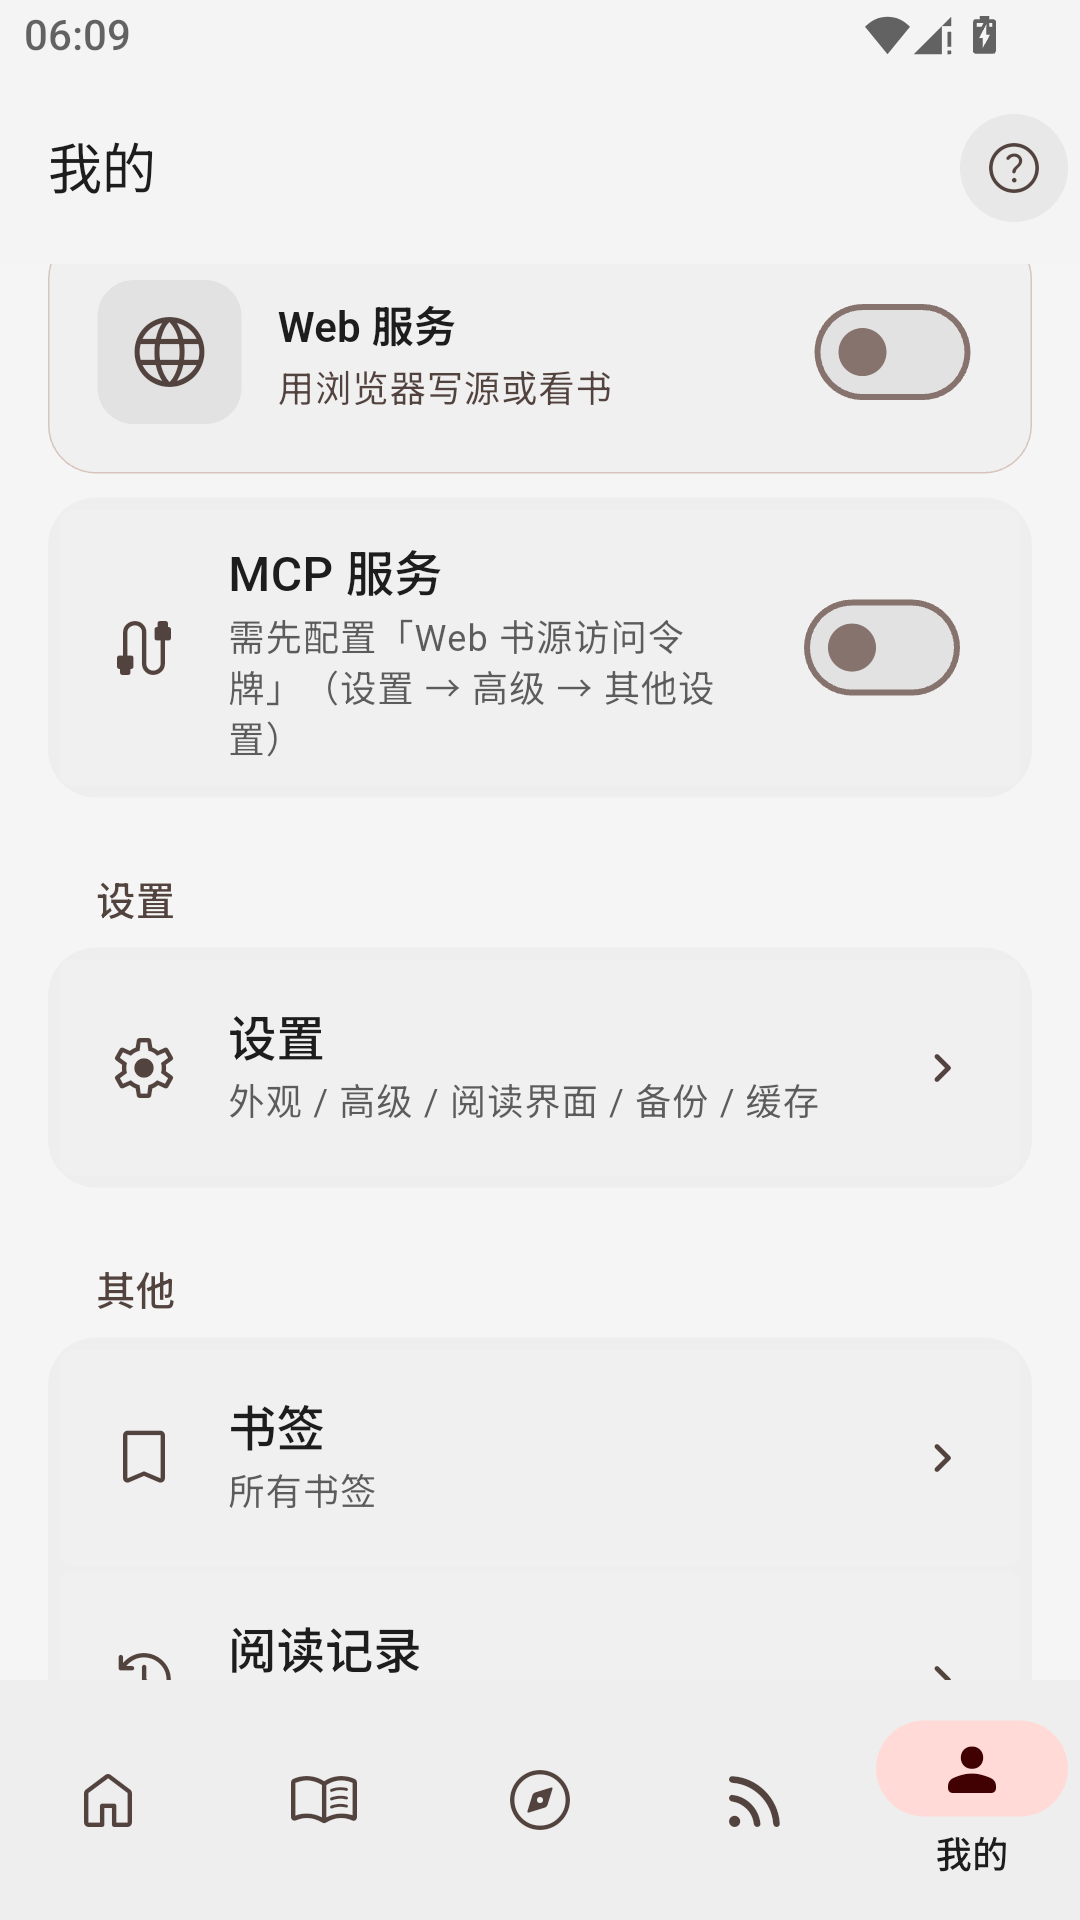 06:09
我的
Web 服务
用浏览器写源或看书
MCP 服务
需先配置「Web 书源访问令
牌」（设置 → 高级 → 其他设
置）
设置
设置
外观 / 高级 / 阅读界面 / 备份 / 缓存
其他
书签
所有书签
阅读记录
我的